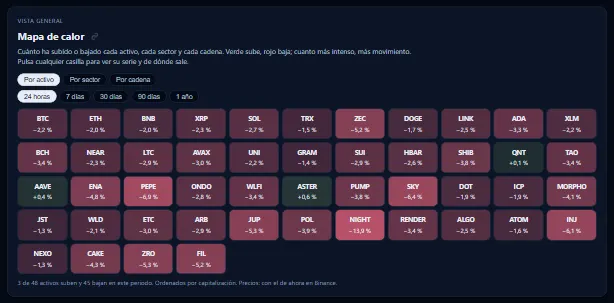 VISTA GENERAL
Mapa de calor
Cuánto ha subido o bajado cada activo, cada sector y cada cadena. Verde sube, rojo baja; cuanto más intenso, más movimiento.
Pulsa cualquier casilla para ver su serie y de dónde sale.
Por activo Por sector Por cadena
24 horas 7 días 30 días 90 días 1 año
BTC ETH BNB XRP SOL TRX ZEC DOGE LINK ADA XLM
−2,2 % −2,0 % −2,0 % −2,3 % −2,7 % −1,5 % −5,2 % −1,7 % −2,5 % −3,3 % −2,2 %
BCH NEAR LTC AVAX UNI GRAM SUI HBAR SHIB QNT TAO
−3,4 % −2,3 % −2,9 % −3,0 % −2,2 % −1,4 % −2,9 % −2,6 % −3,8 % +0,1 % −3,4 %
AAVE ENA PEPE ONDO WLFI ASTER PUMP SKY DOT ICP MORPHO
+0,4 % −4,8 % −6,9 % −2,8 % −3,4 % +0,6 % −3,8 % −6,4 % −1,9 % −1,9 % −4,1 %
JST WLD ETC ARB JUP POL NIGHT RENDER ALGO ATOM INJ
−1,3 % −2,1 % −3,0 % −2,9 % −5,3 % −3,9 % −13,9 % −3,4 % −2,5 % −1,6 % −6,1 %
NEXO CAKE ZRO FIL
−1,2 % −4,3 % −5,3 % −5,2 %
3 de 48 activos suben y 45 bajan en este periodo. Ordenados por capitalización. Precios: con el de ahora en Binance.